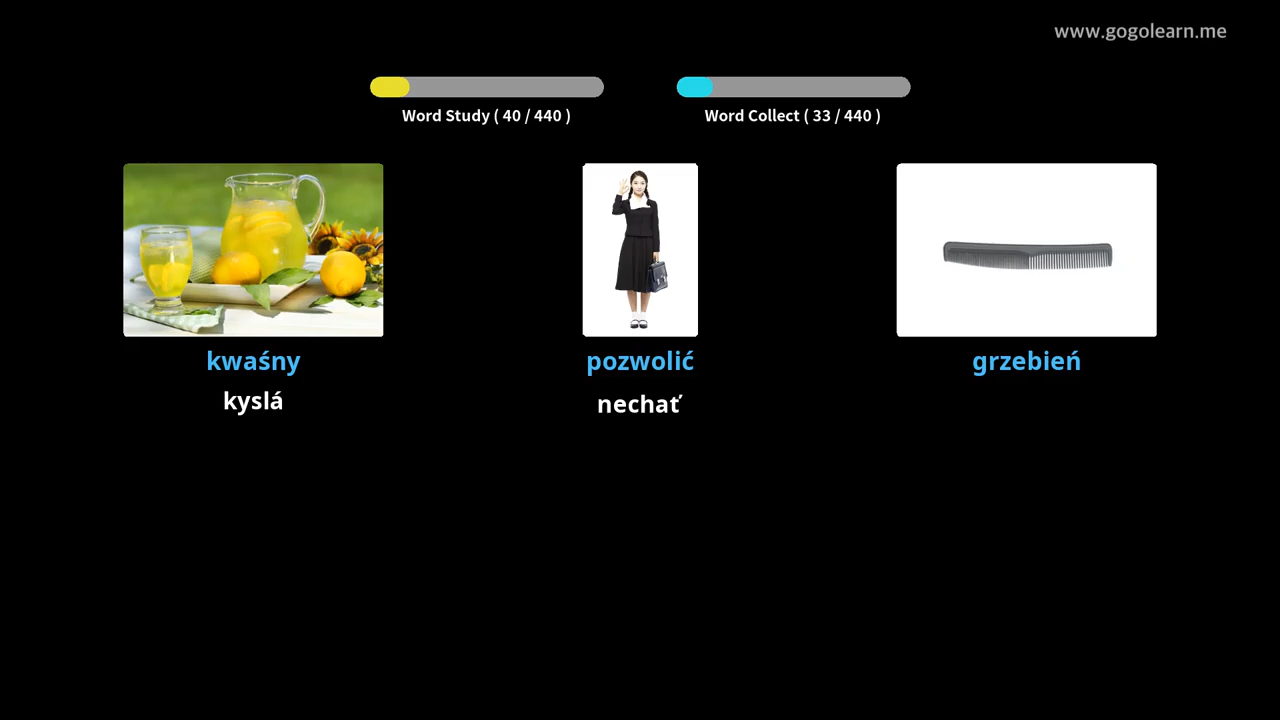 www.gogolearn.me
Word Study ( 40 / 440 )
Word Collect ( 33 / 440 )
kwaśny
pozwolić
grzebień
kyslá
nechať